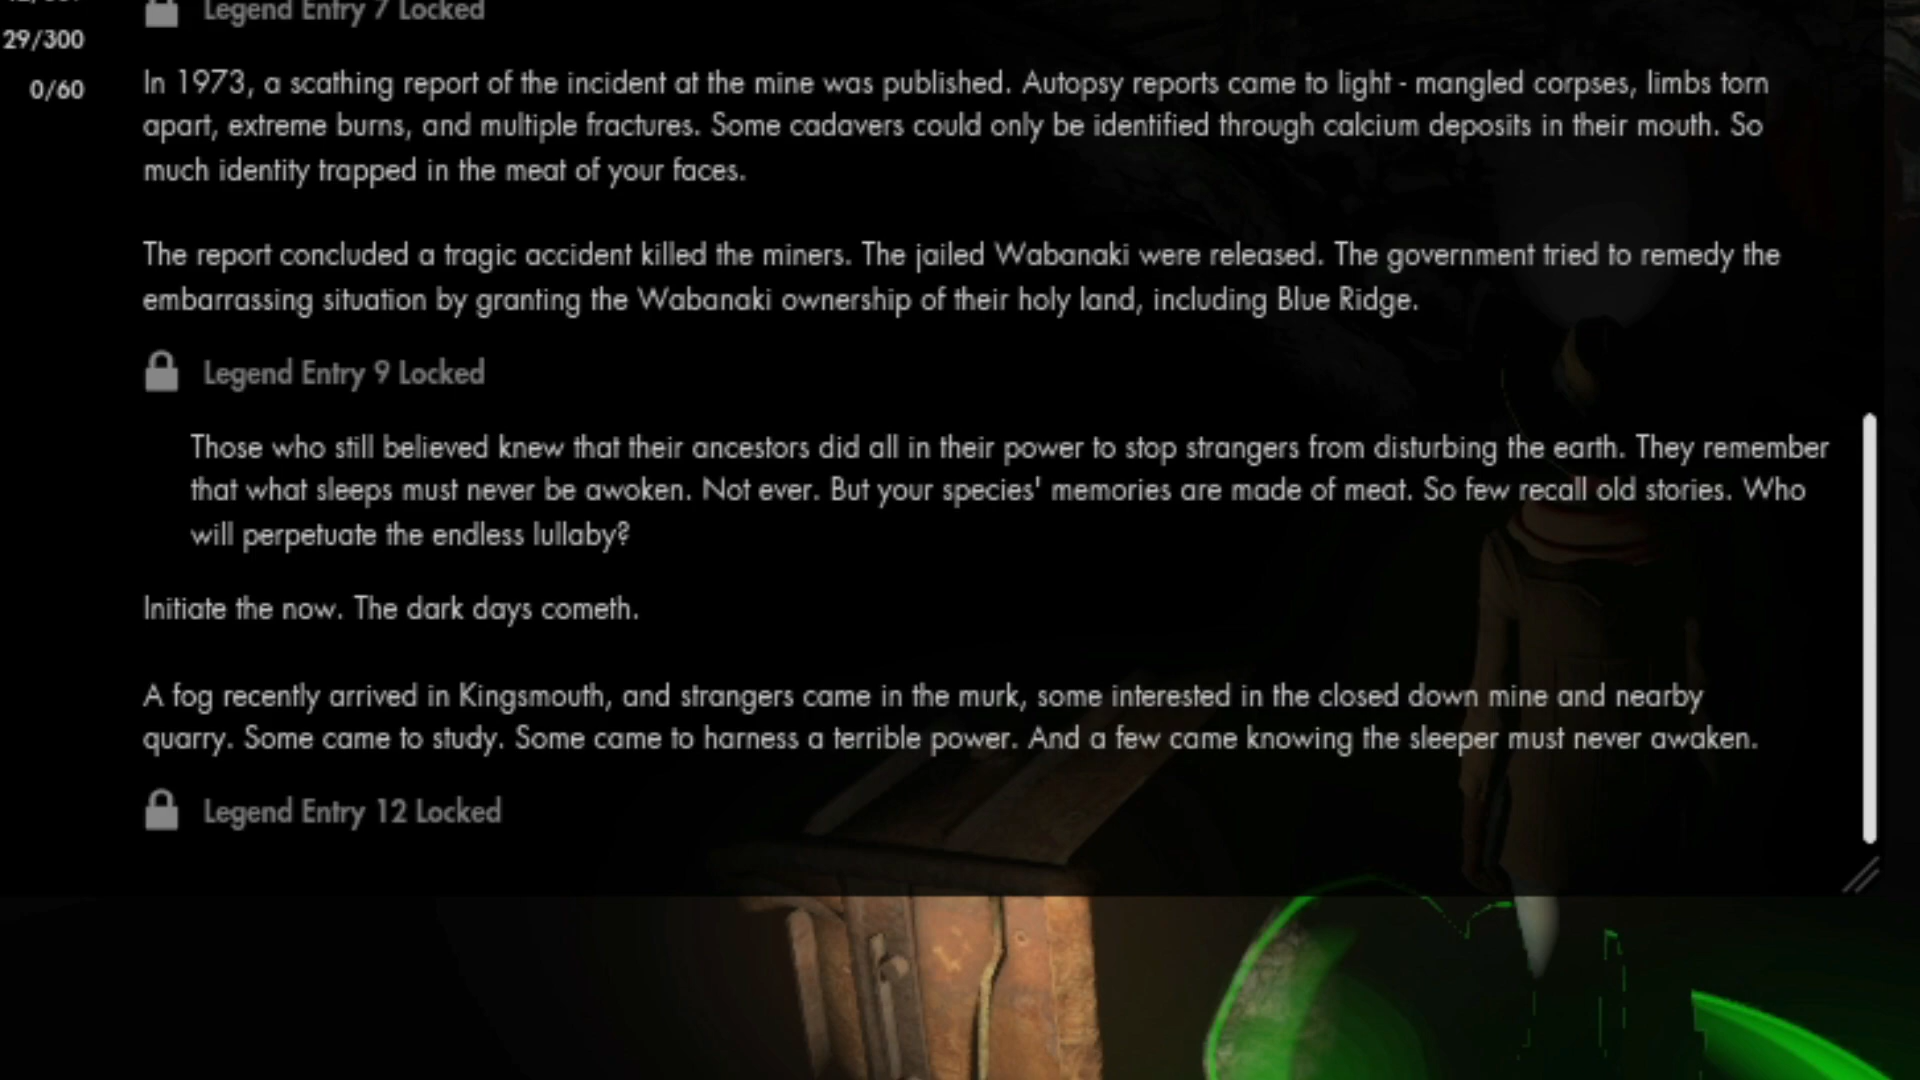 Legend Entry 7 Locked
29/300
0/60
In 1973, a scathing report of the incident at the mine was published. Autopsy reports came to light - mangled corpses, limbs torn
apart, extreme burns, and multiple fractures. Some cadavers could only be identified through calcium deposits in their mouth. So
much identity trapped in the meat of your faces.
The report concluded a tragic accident killed the miners. The jailed Wabanaki were released. The government tried to remedy the
embarrassing situation by granting the Wabanaki ownership of their holy land, including Blue Ridge.
Legend Entry 9 Locked
Those who still believed knew that their ancestors did all in their power to stop strangers from disturbing the earth. They remember
that what sleeps must never be awoken. Not ever. But your species' memories are made of meat. So few recall old stories. Who
will perpetuate the endless lullaby?
Initiate the now. The dark days cometh.
A fog recently arrived in Kingsmouth, and strangers came in the murk, some interested in the closed down mine and nearby
quarry. Some came to study. Some came to harness a terrible power. And a few came knowing the sleeper must never awaken.
Legend Entry 12 Locked